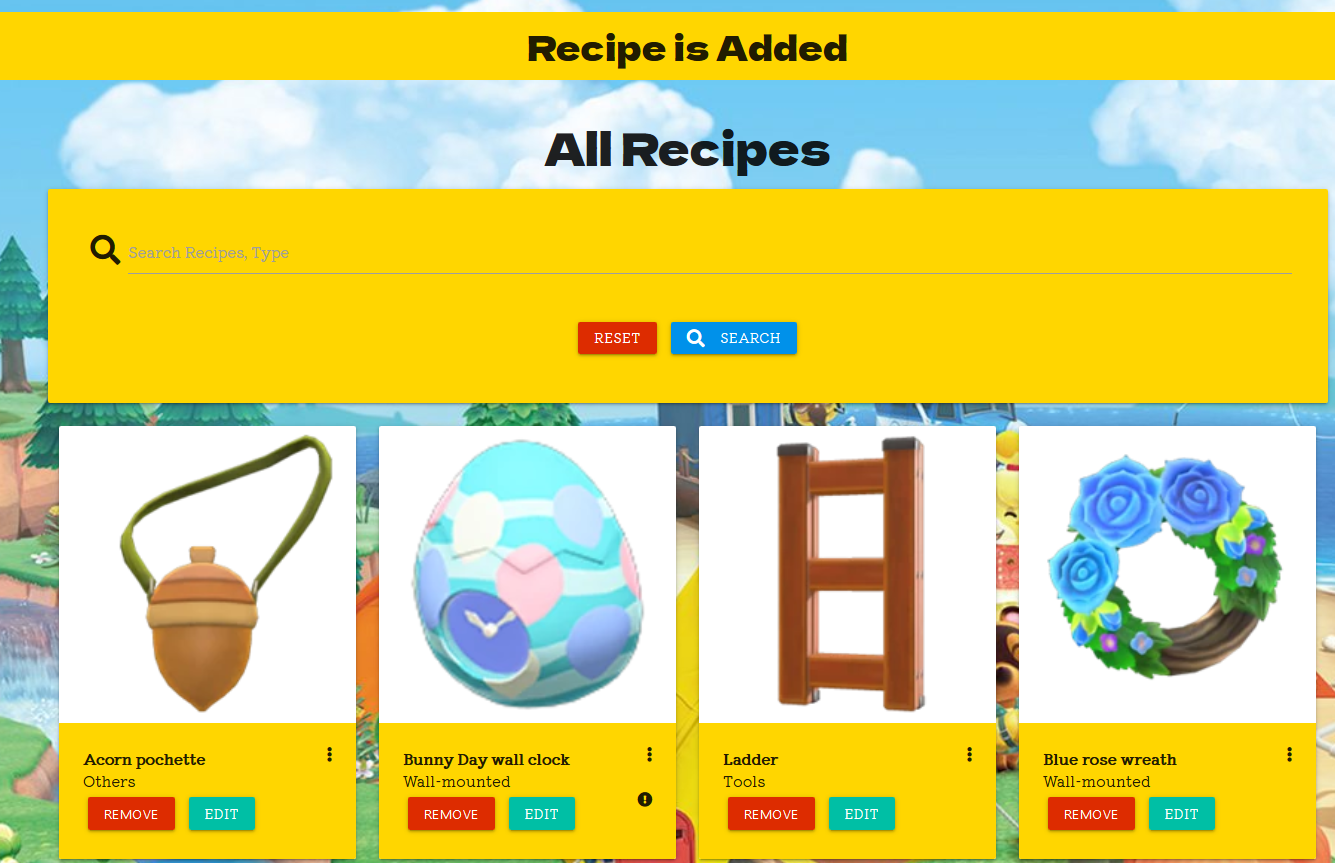 Recipe is Added
All Recipes
Search Recipes, Type
RESET
SEARCH
Acorn pochette
Others
REMOVE
EDIT
Bunny Day wall clock
Wall-mounted
REMOVE
EDIT
Ladder
Tools
REMOVE
EDIT
Blue rose wreath
Wall-mounted
REMOVE
EDIT